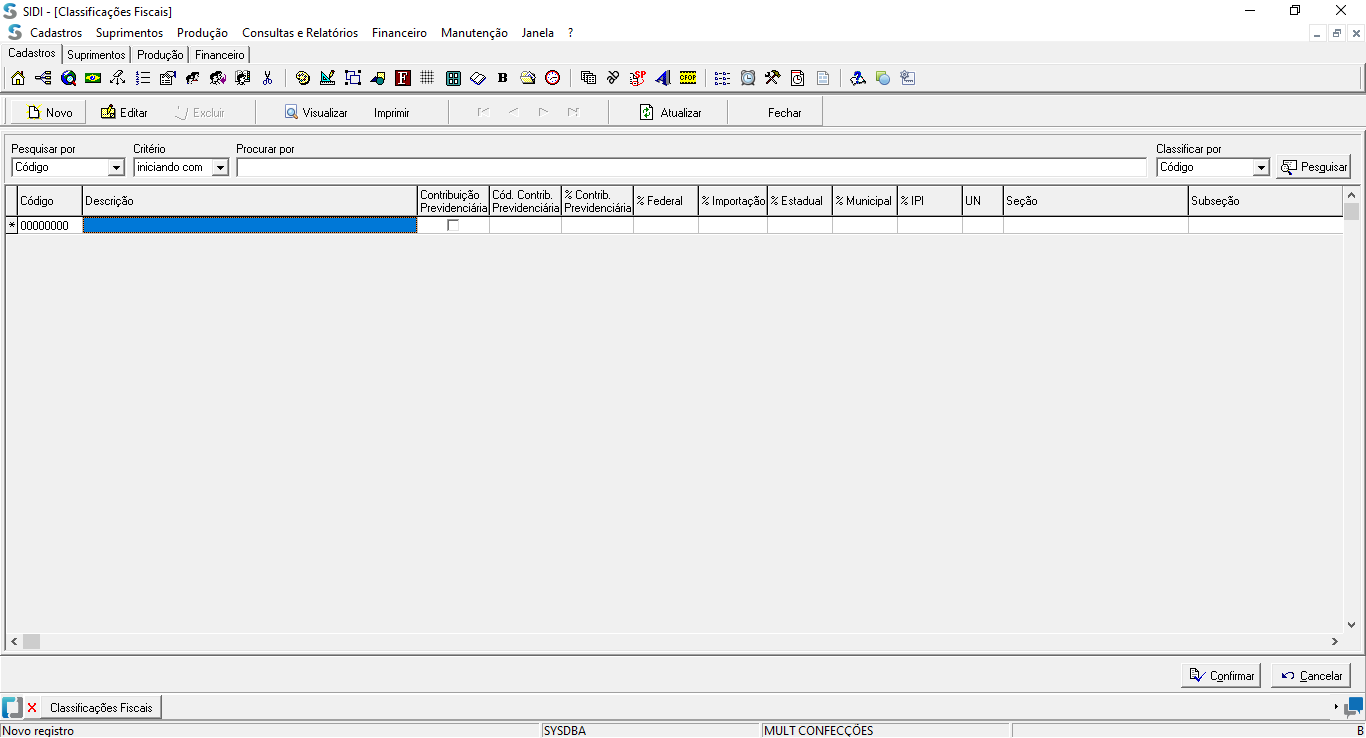 SIDI - [Classificações Fiscais]
Cadastros Suprimentos Produção Consultas e Relatórios Financeiro Manutenção Janela ?
Cadastros Suprimentos Produção Financeiro
F B SP CFOP
Novo Editar Excluir Visualizar Imprimir Atualizar Fechar
Pesquisar por Critério Procurar por Classificar por
Código iniciando com Código Pesquisar
Código Descrição Contribuição Previdenciária Cód. Contrib. Previdenciária % Contrib. Previdenciária % Federal % Importação % Estadual % Municipal % IPI UN Seção Subseção
* 00000000
Confirmar Cancelar
Classificações Fiscais
Novo registro SYSDBA MULT CONFECÇÕES B